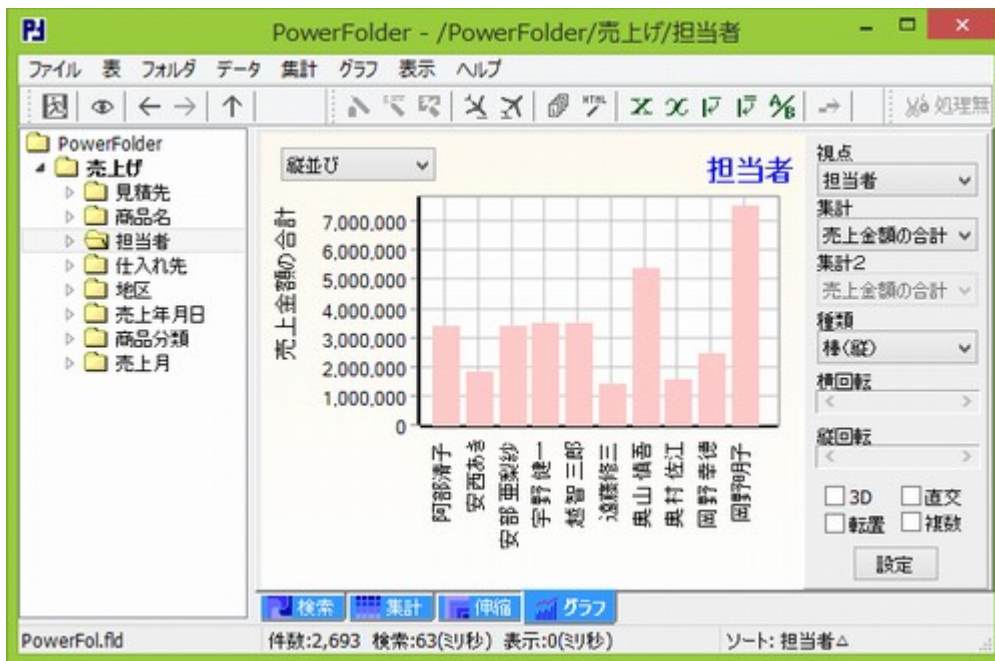 PowerFolder - /PowerFolder/売上げ/担当者
ファイル 表 フォルダ データ 集計 グラフ 表示 ヘルプ
HTML A/B 処理無
PowerFolder
売上げ
見積先
商品名
担当者
仕入れ先
地区
売上年月日
商品分類
売上月
縦並び
担当者
売上金額の合計
7,000,000
6,000,000
5,000,000
4,000,000
3,000,000
2,000,000
1,000,000
0
阿部清子
安西あき
安部亜梨紗
宇野健一
越智三郎
遠藤修三
奥山慎吾
奥村佐江
岡野幸徳
岡野明子
視点
担当者
集計
売上金額の合計
集計2
売上金額の合計
種類
棒(縦)
横回転
縦回転
3D 直交
転置 複数
設定
検索 集計 伸縮 グラフ
PowerFol.fld 件数:2,693 検索:63(ミリ秒) 表示:0(ミリ秒) ソート: 担当者△